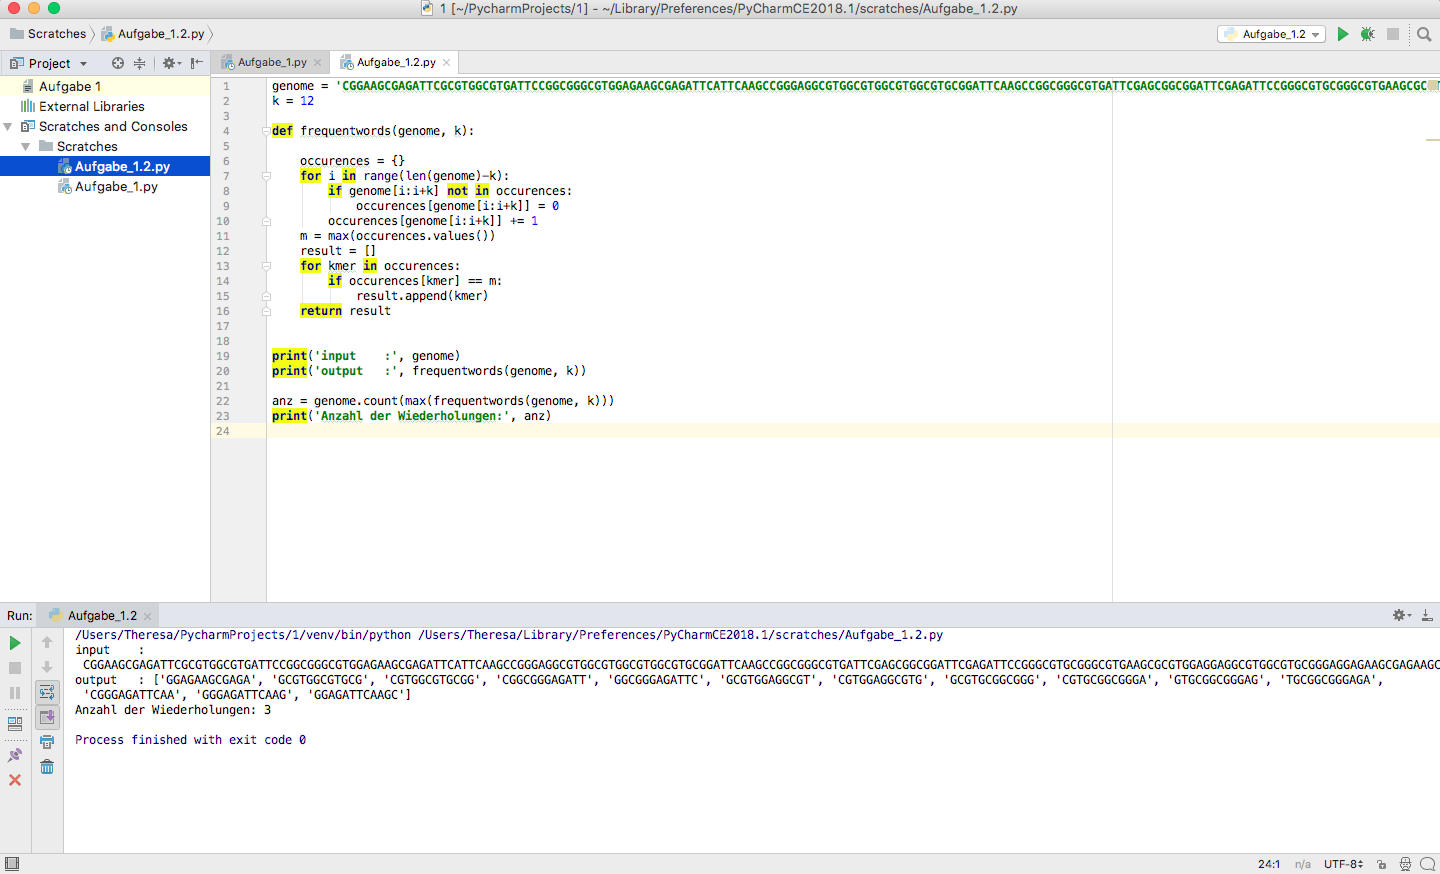 1 [~/PycharmProjects/1] - ~/Library/Preferences/PyCharmCE2018.1/scratches/Aufgabe_1.2.py
Scratches
Aufgabe_1.2.py
Aufgabe_1.2
Project
Aufgabe_1.py
Aufgabe_1.2.py
Aufgabe 1
External Libraries
Scratches and Consoles
Scratches
Aufgabe_1.2.py
Aufgabe_1.py
1 genome = 'CGGAAGCGAGATTCGCGTGGCGTGATTCCGGCGGGCGTGGAGAAGCGAGATTCATTCAAGCCGGGAGGCGTGGCGTGGCGTGGCGTGCGGATTCAAGCCGGCGGGCGTGATTCGAGCGGCGGATTCGAGATTCCGGGCGTGCGGGCGTGAAGCGC
2 k = 12
3
4 def frequentwords(genome, k):
5
6     occurences = {}
7     for i in range(len(genome)-k):
8         if genome[i:i+k] not in occurences:
9             occurences[genome[i:i+k]] = 0
10         occurences[genome[i:i+k]] += 1
11     m = max(occurences.values())
12     result = []
13     for kmer in occurences:
14         if occurences[kmer] == m:
15             result.append(kmer)
16     return result
17
18
19 print('input    :', genome)
20 print('output   :', frequentwords(genome, k))
21
22 anz = genome.count(max(frequentwords(genome, k)))
23 print('Anzahl der Wiederholungen:', anz)
24
Run: Aufgabe_1.2
/Users/Theresa/PycharmProjects/1/venv/bin/python /Users/Theresa/Library/Preferences/PyCharmCE2018.1/scratches/Aufgabe_1.2.py
input    :
CGGAAGCGAGATTCGCGTGGCGTGATTCCGGCGGGCGTGGAGAAGCGAGATTCATTCAAGCCGGGAGGCGTGGCGTGGCGTGGCGTGCGGATTCAAGCCGGCGGGCGTGATTCGAGCGGCGGATTCGAGATTCCGGGCGTGCGGGCGTGAAGCGCGTGGAGGAGGCGTGGCGTGCGGGAGGAGAAGCGAGAAGC
output   : ['GGAGAAGCGAGA', 'GCGTGGCGTGCG', 'CGTGGCGTGCGG', 'CGGCGGGAGATT', 'GGCGGGAGATTC', 'GCGTGGAGGCGT', 'CGTGGAGGCGTG', 'GCGTGCGGCGGG', 'CGTGCGGCGGGA', 'GTGCGGCGGGAG', 'TGCGGCGGGAGA',
'CGGGAGATTCAA', 'GGGAGATTCAAG', 'GGAGATTCAAGC']
Anzahl der Wiederholungen: 3
Process finished with exit code 0
24:1 n/a UTF-8